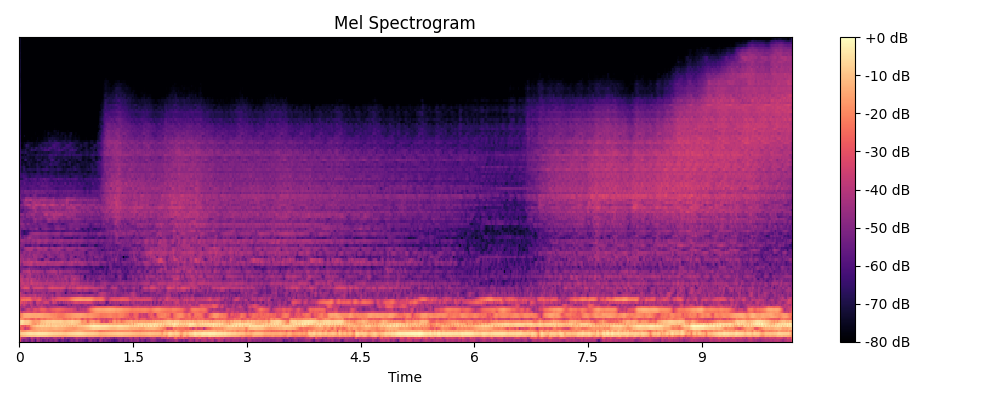 Mel Spectrogram
+0 dB
-10 dB
-20 dB
-30 dB
-40 dB
-50 dB
-60 dB
-70 dB
-80 dB
0 1.5 3 4.5 6 7.5 9
Time